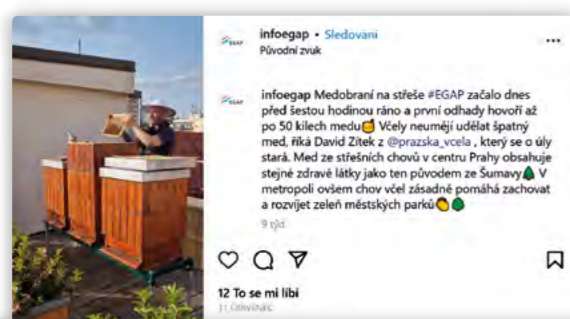 infoegap • Sledování
Původní zvuk
EGAP
infoegap Medobraní na střeše #EGAP začalo dnes
před šestou hodinou ráno a první odhady hovoří až
po 50 kilech medu🍯 Včely neumějí udělat špatný
med, říká David Zítek z @prazska_vcela , který se o úly
stará. Med ze střešních chovů v centru Prahy obsahuje
stejné zdravé látky jako ten původem ze Šumavy🌲 V
metropoli ovšem chov včel zásadně pomáhá zachovat
a rozvíjet zeleň městských parků👏🌳
9 týd.
12 To se mi líbí